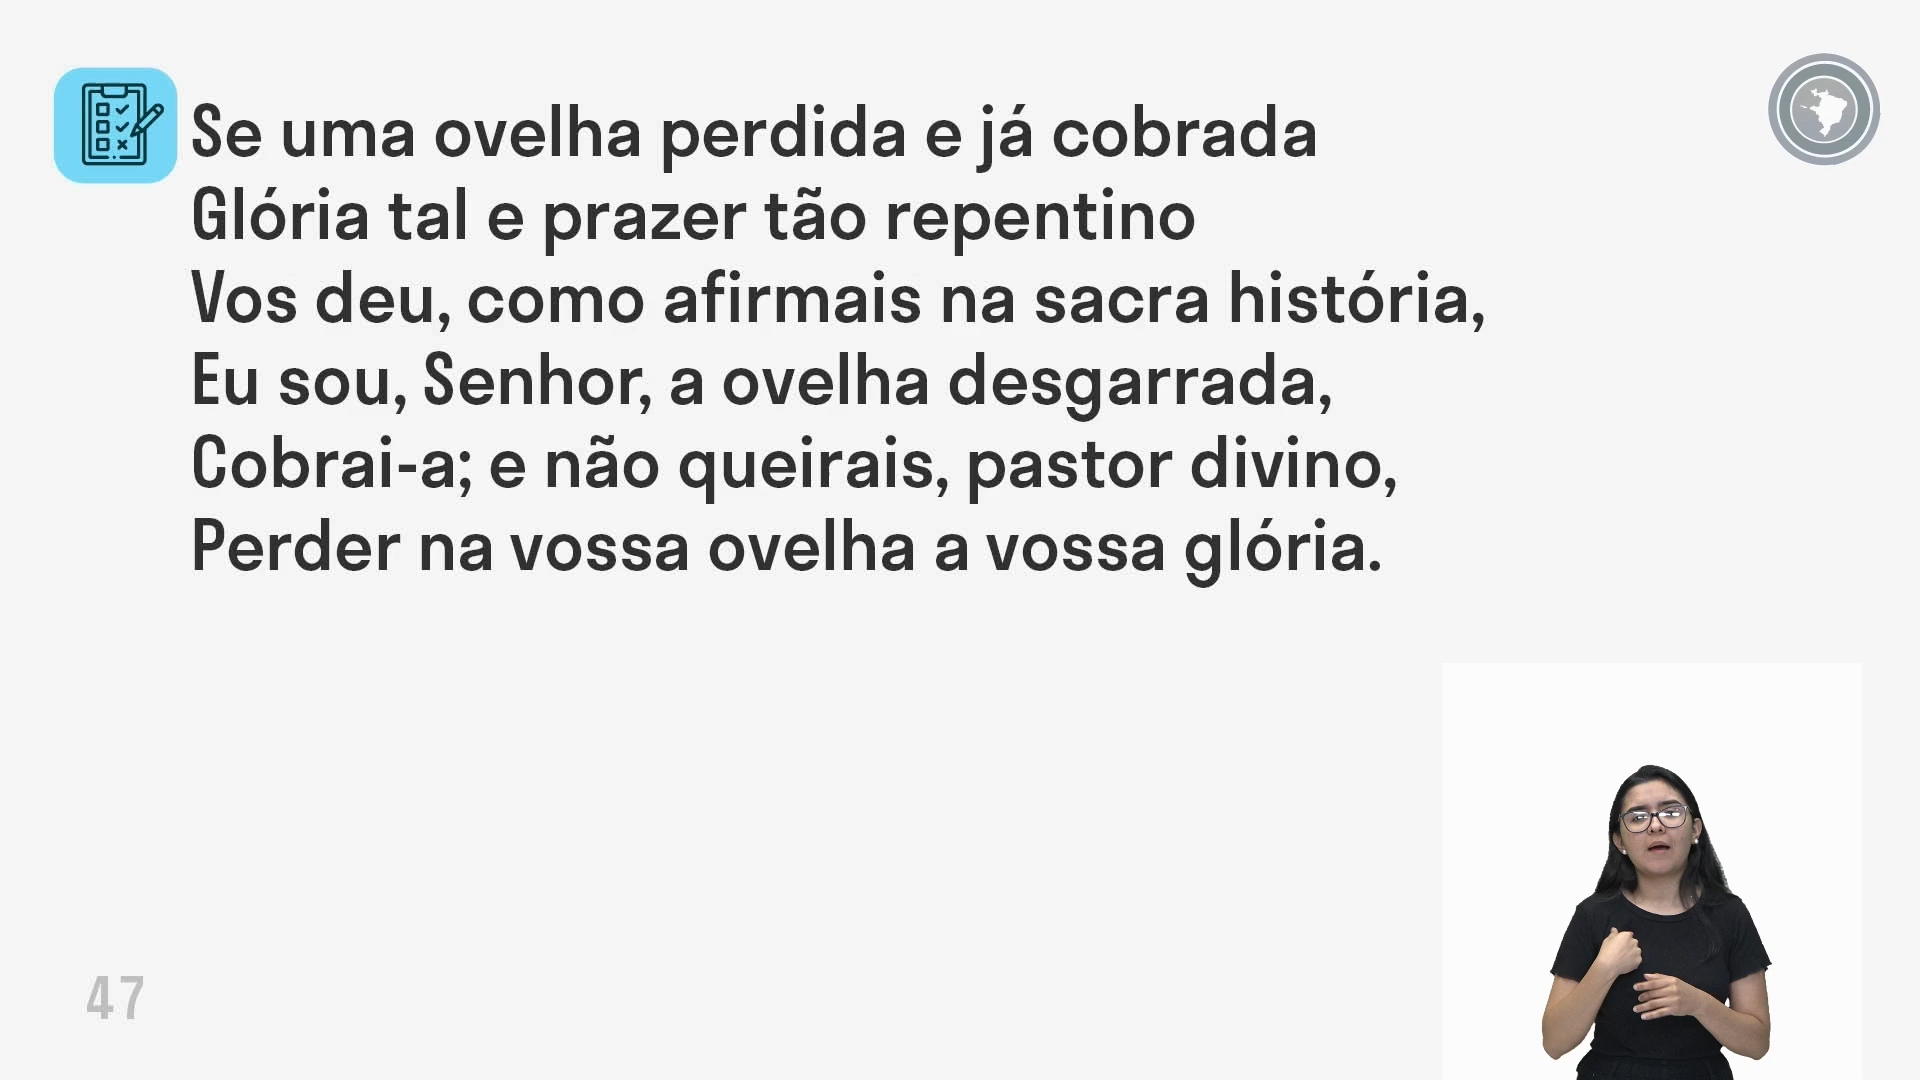 Se uma ovelha perdida e já cobrada
Glória tal e prazer tão repentino
Vos deu, como afirmais na sacra história,
Eu sou, Senhor, a ovelha desgarrada,
Cobrai-a; e não queirais, pastor divino,
Perder na vossa ovelha a vossa glória.
47